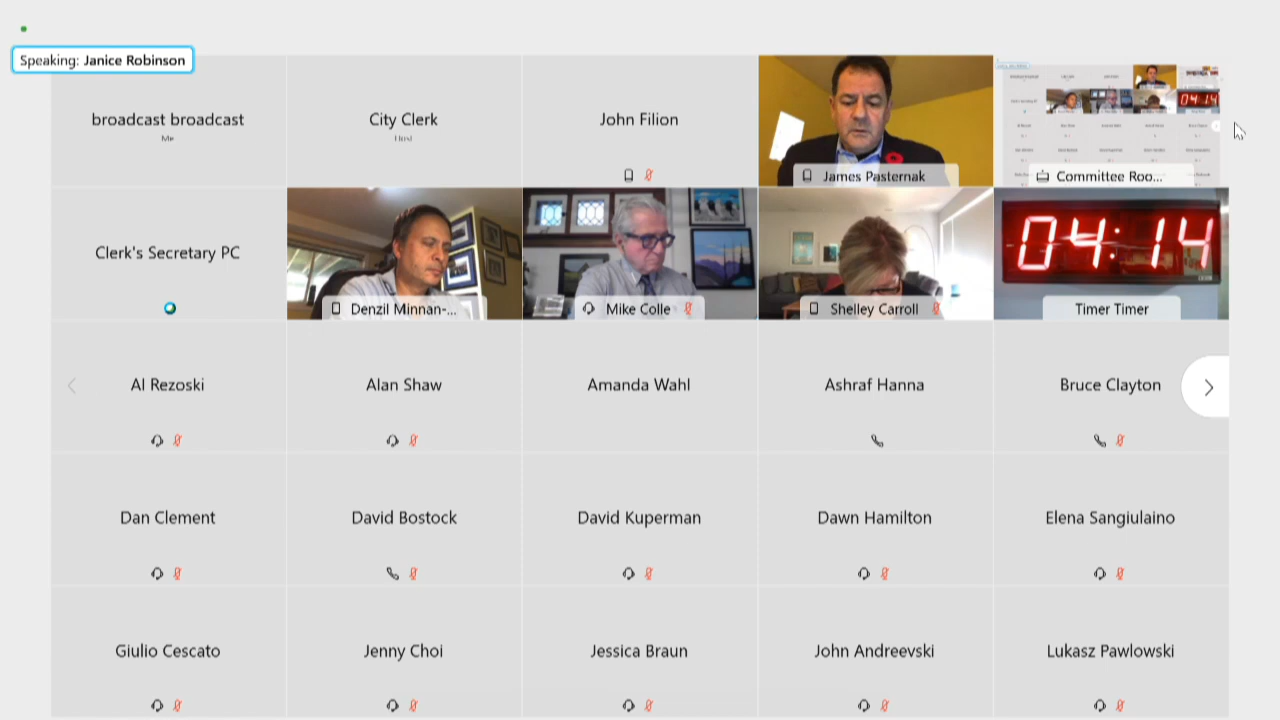 Speaking: Janice Robinson
broadcast broadcast
Me
City Clerk
Host
John Filion
James Pasternak
Committee Roo...
Clerk's Secretary PC
Denzil Minnan-...
Mike Colle
Shelley Carroll
04:14
Timer Timer
Al Rezoski
Alan Shaw
Amanda Wahl
Ashraf Hanna
Bruce Clayton
Dan Clement
David Bostock
David Kuperman
Dawn Hamilton
Elena Sangiulaino
Giulio Cescato
Jenny Choi
Jessica Braun
John Andreevski
Lukasz Pawlowski